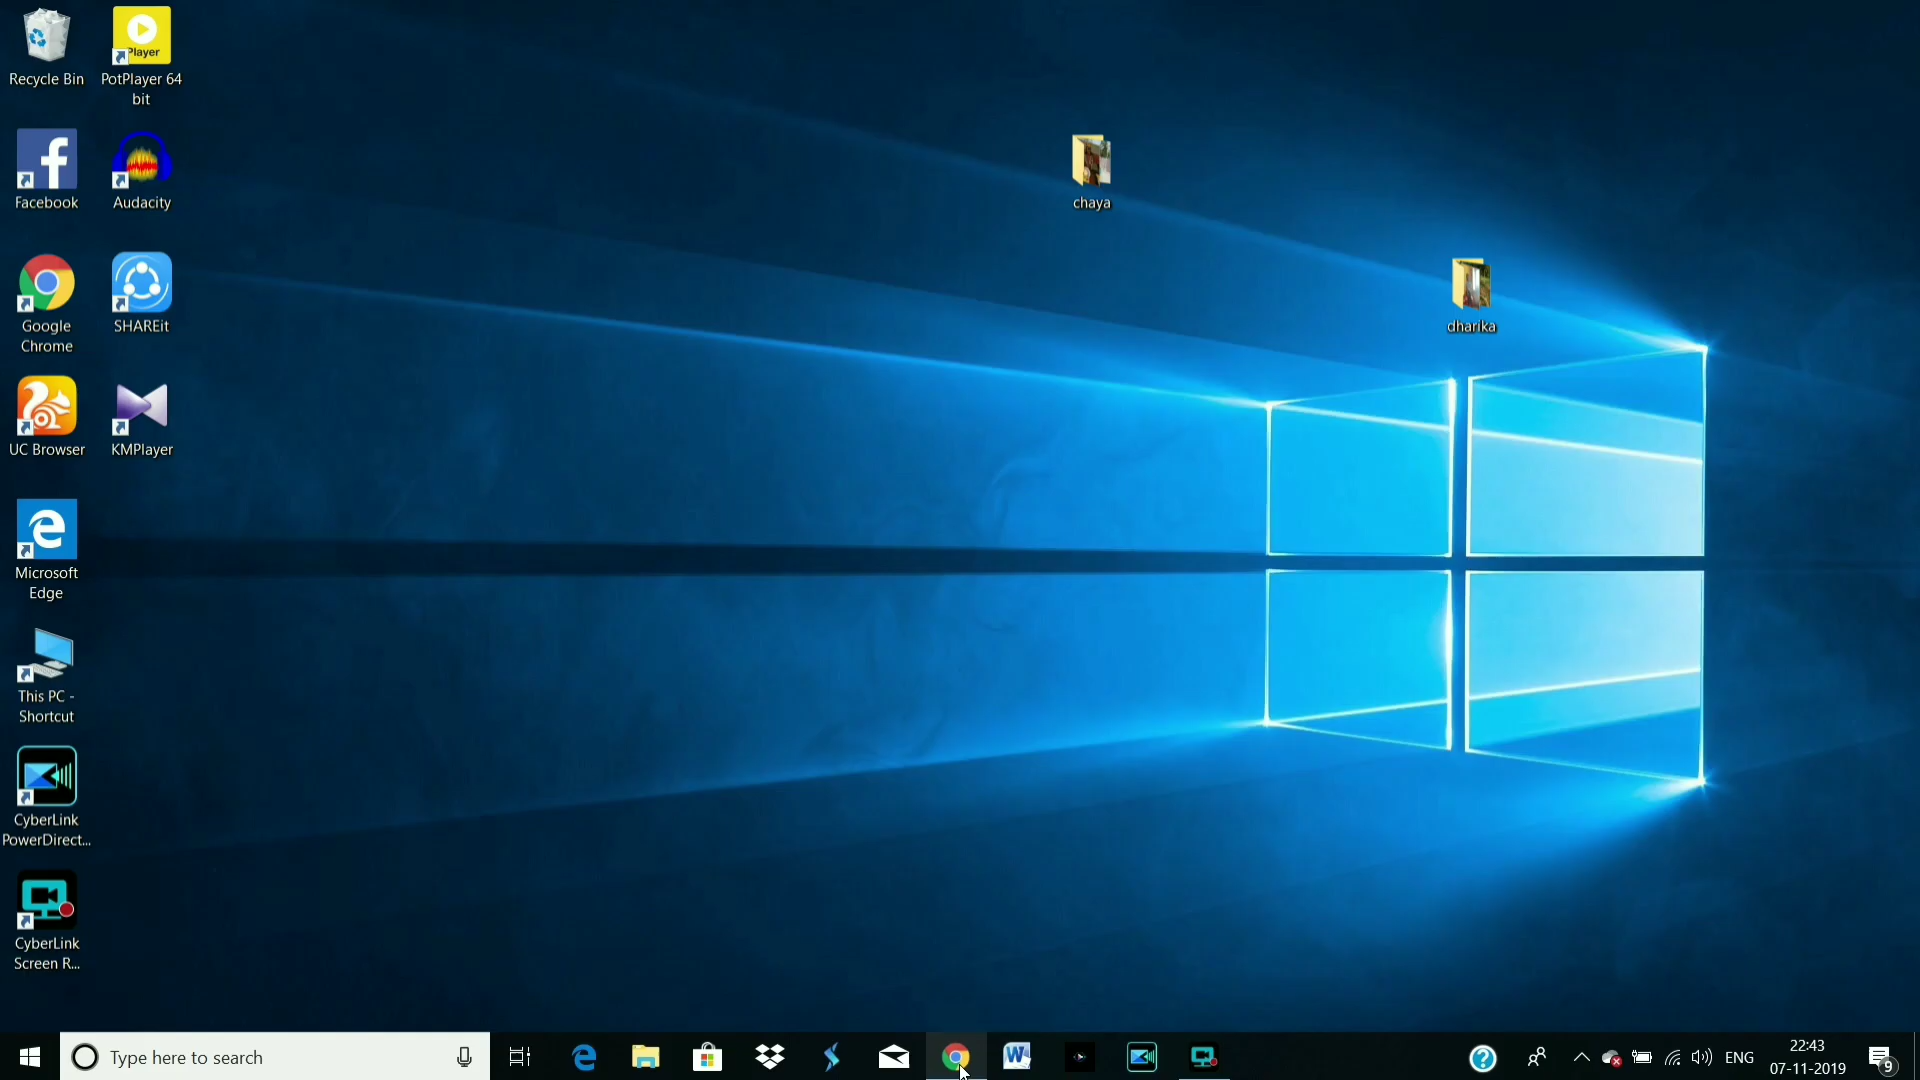 Recycle Bin
Player
PotPlayer 64
bit
Facebook
Audacity
Google
Chrome
SHAREit
UC Browser
KMPlayer
Microsoft
Edge
This PC -
Shortcut
CyberLink
PowerDirect...
CyberLink
Screen R...
chaya
dharika
Type here to search
ENG
22:43
07-11-2019
9